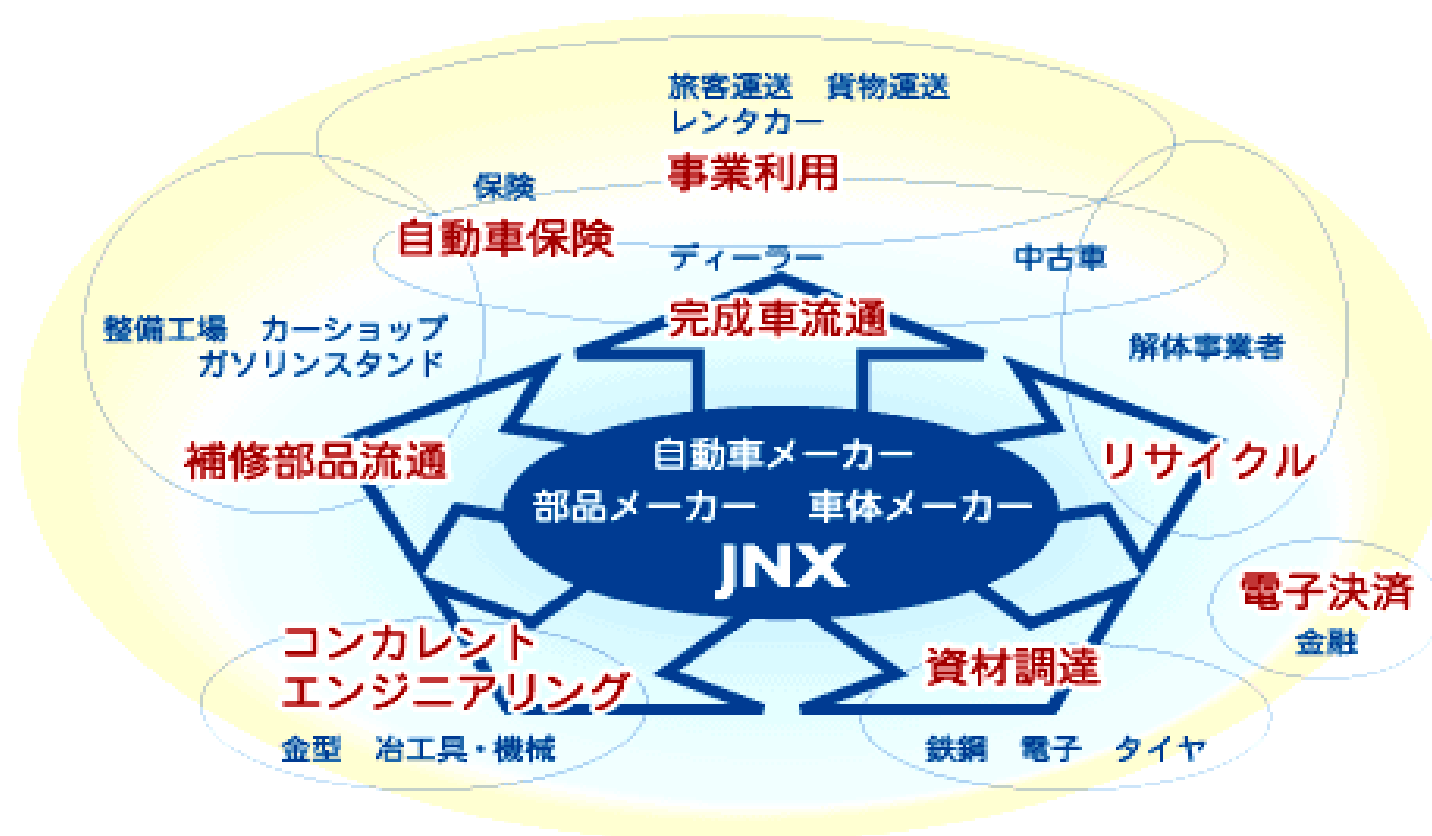 旅客運送　貨物運送
レンタカー
事業利用
保険
自動車保険
ディーラー
中古車
完成車流通
整備工場　カーショップ
ガソリンスタンド
解体事業者
補修部品流通
リサイクル
自動車メーカー
部品メーカー　車体メーカー
JNX
電子決済
金融
コンカレント
エンジニアリング
資材調達
金型　冶工具・機械
鉄鋼　電子　タイヤ